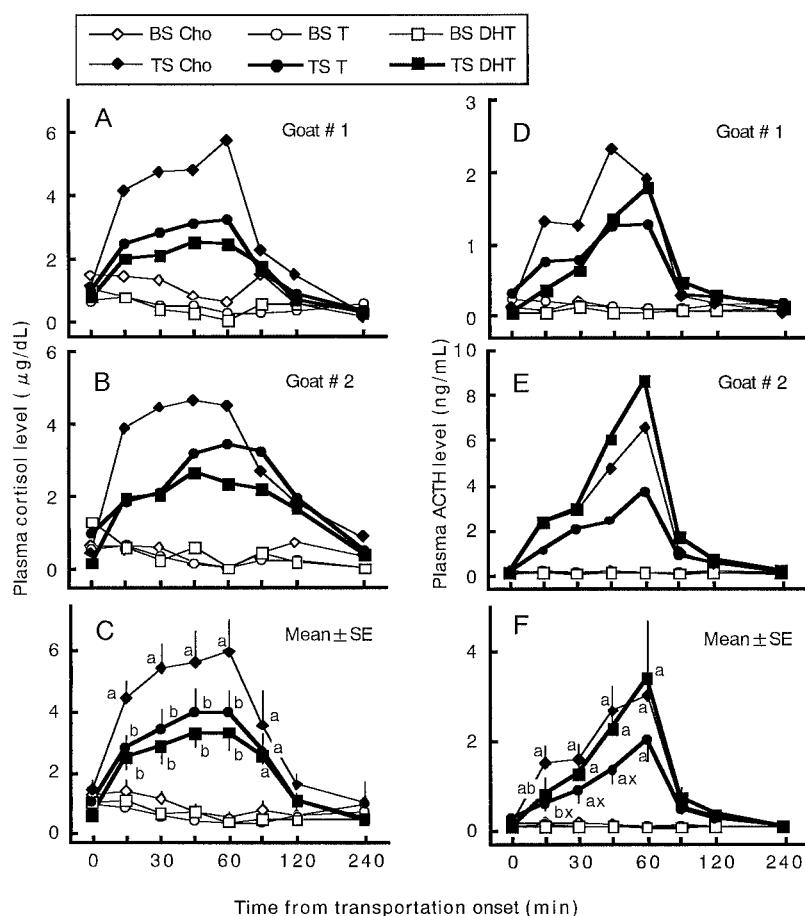 BS Cho BS T BS DHT
TS Cho TS T TS DHT
A
Goat # 1
6
4
2
0
B
Goat # 2
6
4
2
0
C
Mean±SE
6
4
2
0
a
a
a
a
a
b
b
b
b
a
b
b
b
b
a
0 30 60 120 240
Plasma cortisol level ( μg/dL)
D
Goat # 1
3
2
1
0
E
Goat # 2
10
8
6
4
2
0
F
Mean±SE
4
2
0
a
a
a
a
a
a
ab
a
ax
a
bx
ax
0 30 60 120 240
Plasma ACTH level (ng/mL)
Time from transportation onset (min)